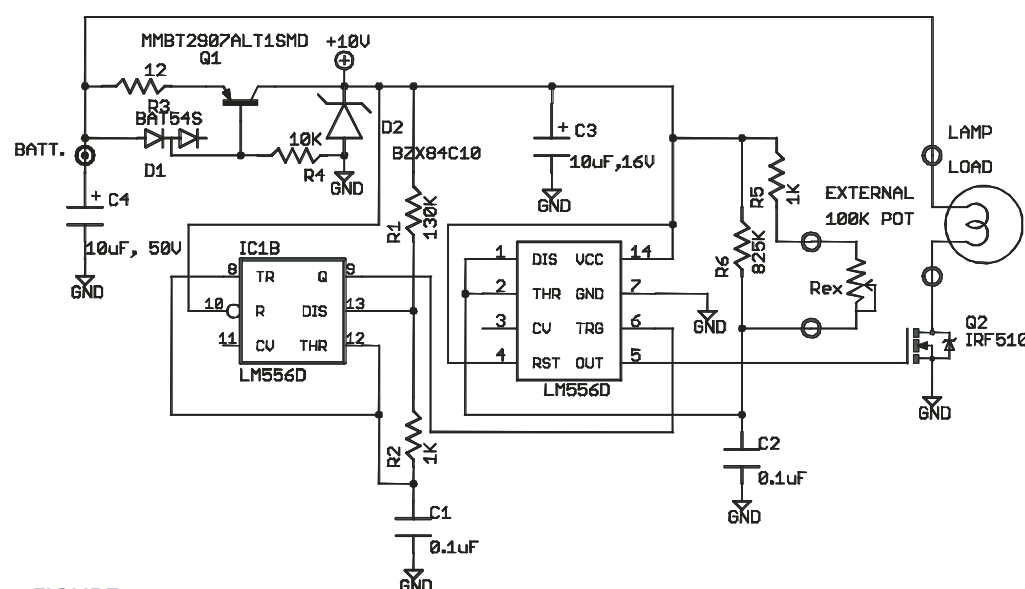 MMBT2907ALT1SMD
+10V
Q1
12
R3
BAT54S
BATT.
D1
10K
R4
GND
D2
BZX84C10
+ C3
10uF,16V
GND
+ C4
10uF, 50V
GND
R1
130K
R5
1K
R6
825K
EXTERNAL
100K POT
Rex
LAMP
LOAD
IC1B
8 TR Q 9
10 R DIS 13
11 CV THR 12
LM556D
1 DIS VCC 14
2 THR GND 7
3 CV TRG 6
4 RST OUT 5
LM556D
GND
Q2
IRF510
GND
R2
1K
C1
0.1uF
GND
C2
0.1uF
GND